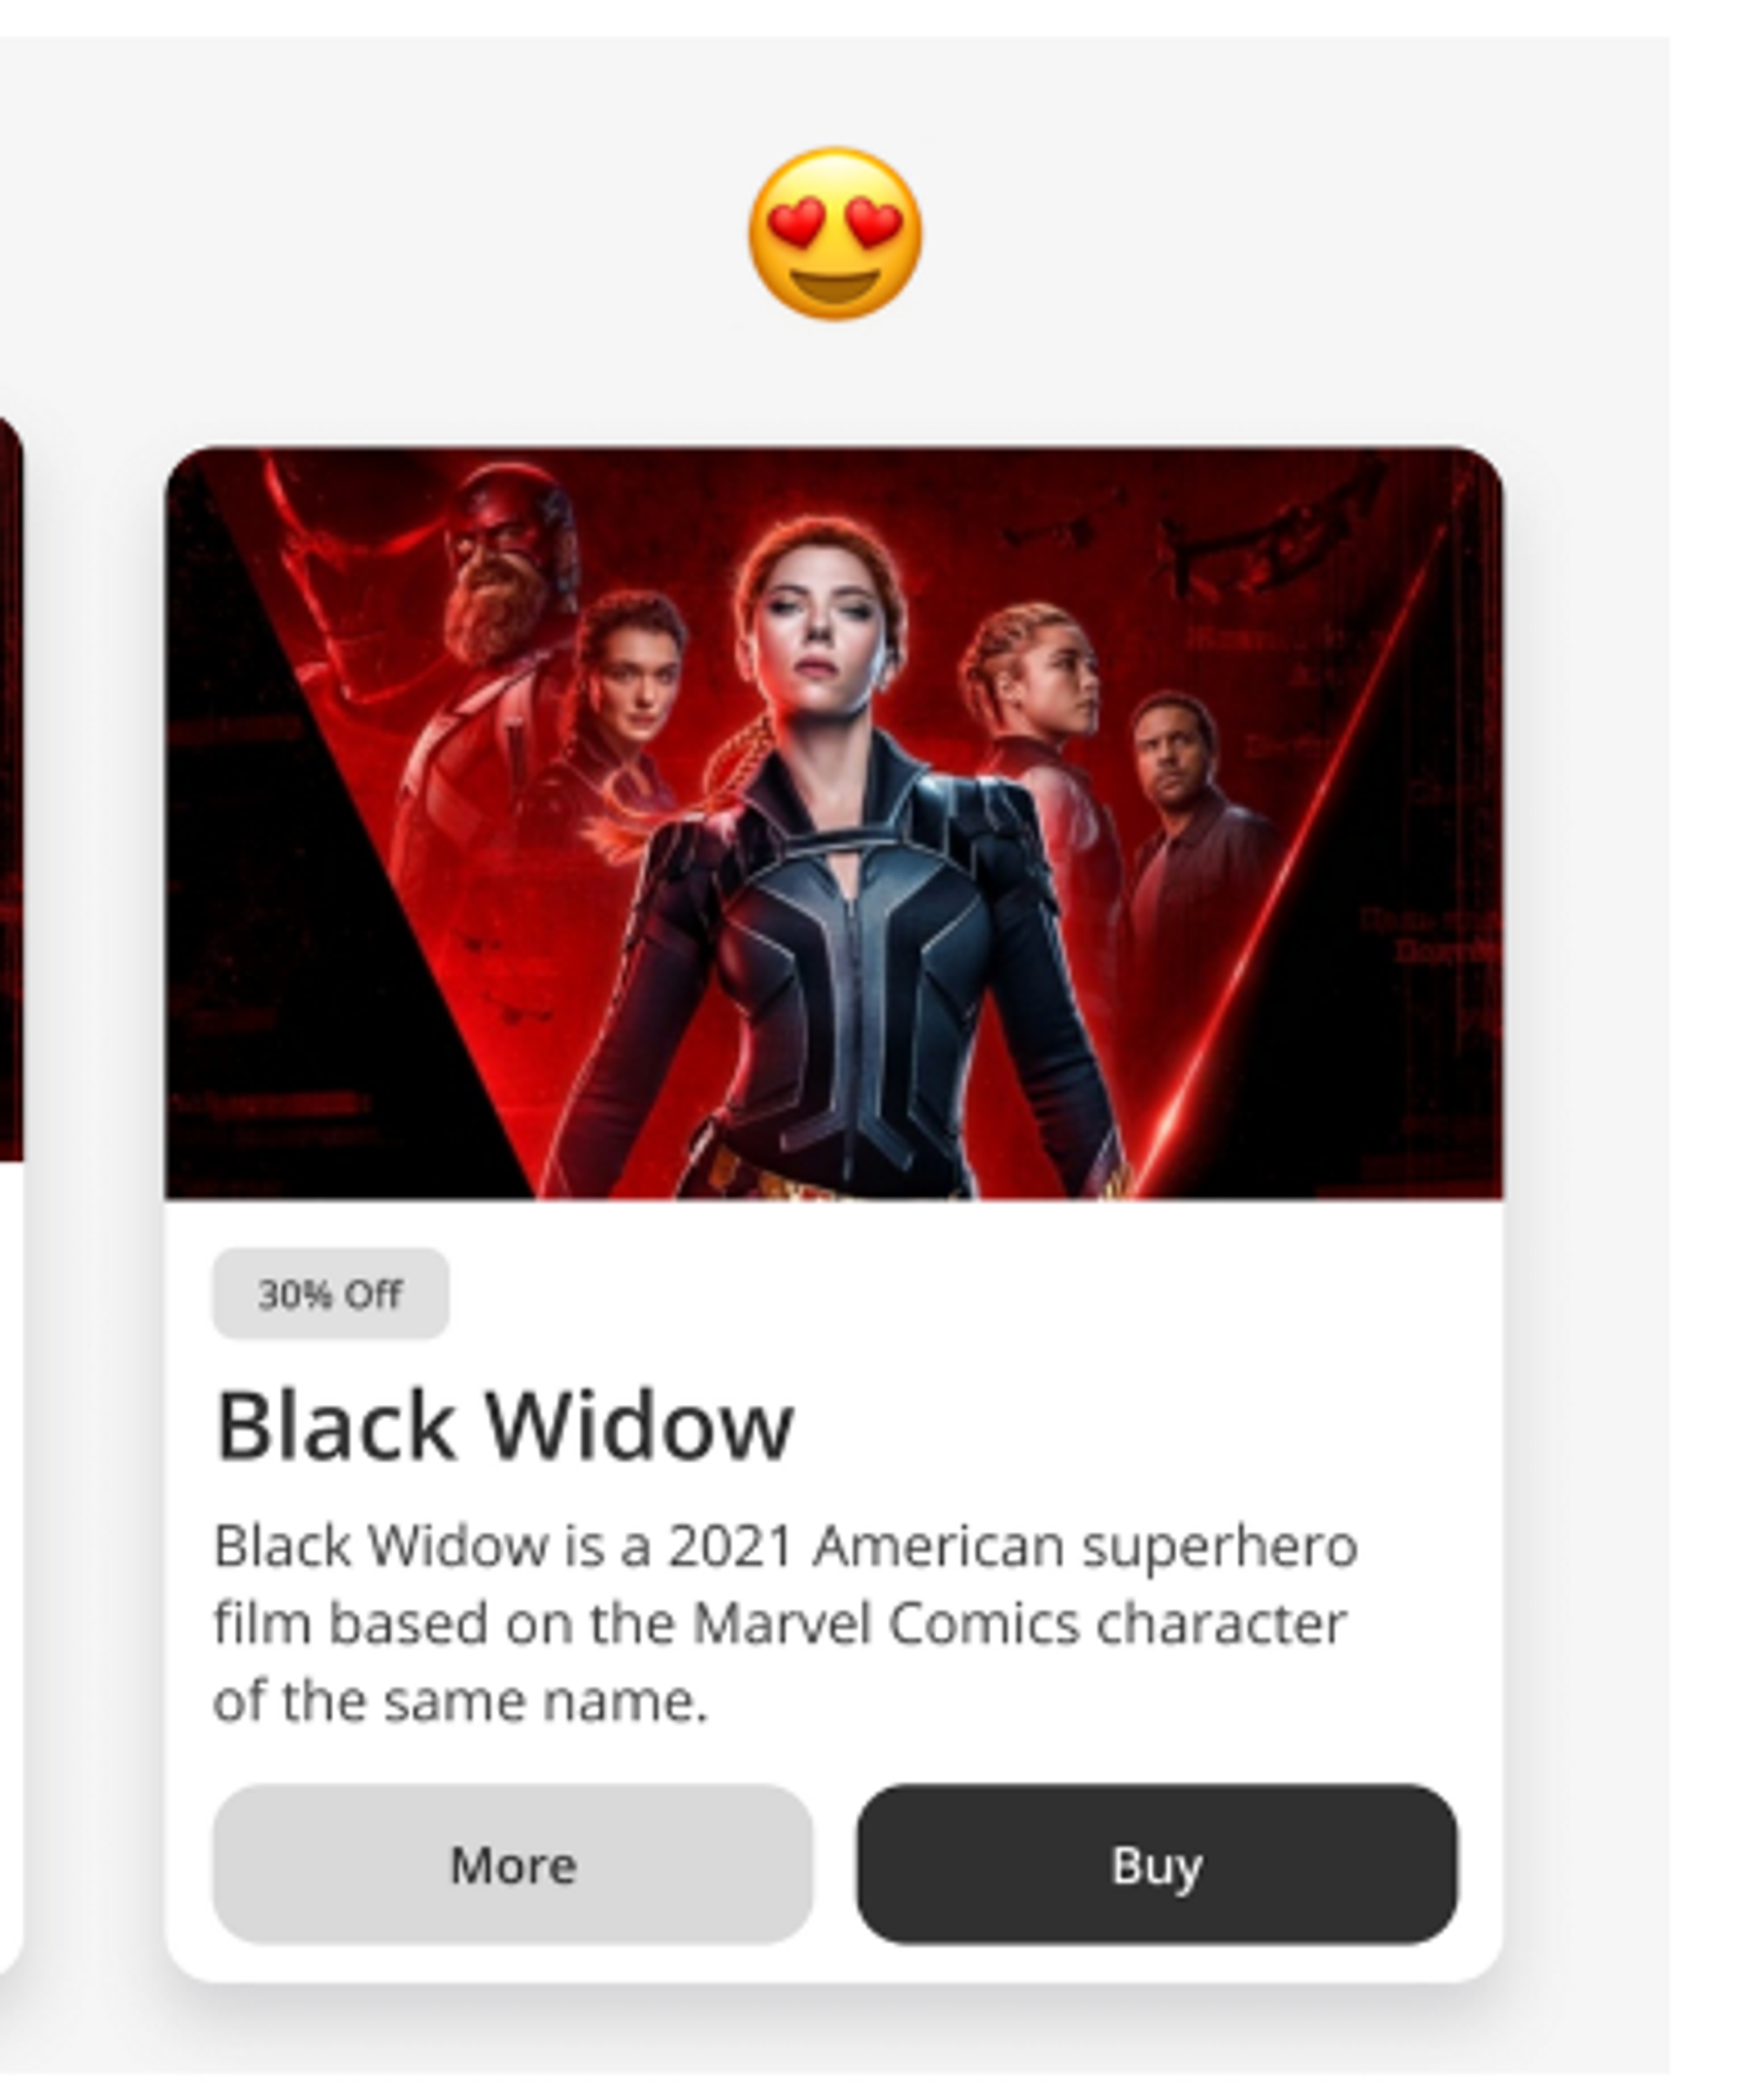 30% Off
Black Widow
Black Widow is a 2021 American superhero
film based on the Marvel Comics character
of the same name.
More
Buy